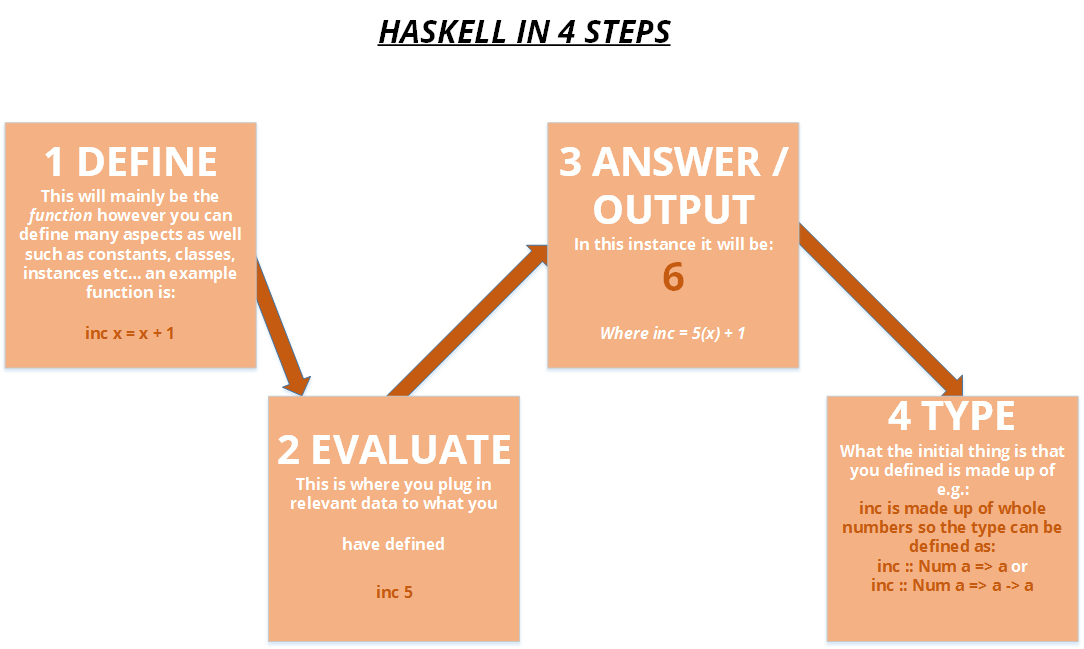 HASKELL IN 4 STEPS
1 DEFINE
This will mainly be the
function however you can
define many aspects as well
such as constants, classes,
instances etc... an example
function is:
inc x = x + 1
2 EVALUATE
This is where you plug in
relevant data to what you
have defined
inc 5
3 ANSWER /
OUTPUT
In this instance it will be:
6
Where inc = 5(x) + 1
4 TYPE
What the initial thing is that
you defined is made up of
e.g.:
inc is made up of whole
numbers so the type can be
defined as:
inc :: Num a => a or
inc :: Num a => a -> a